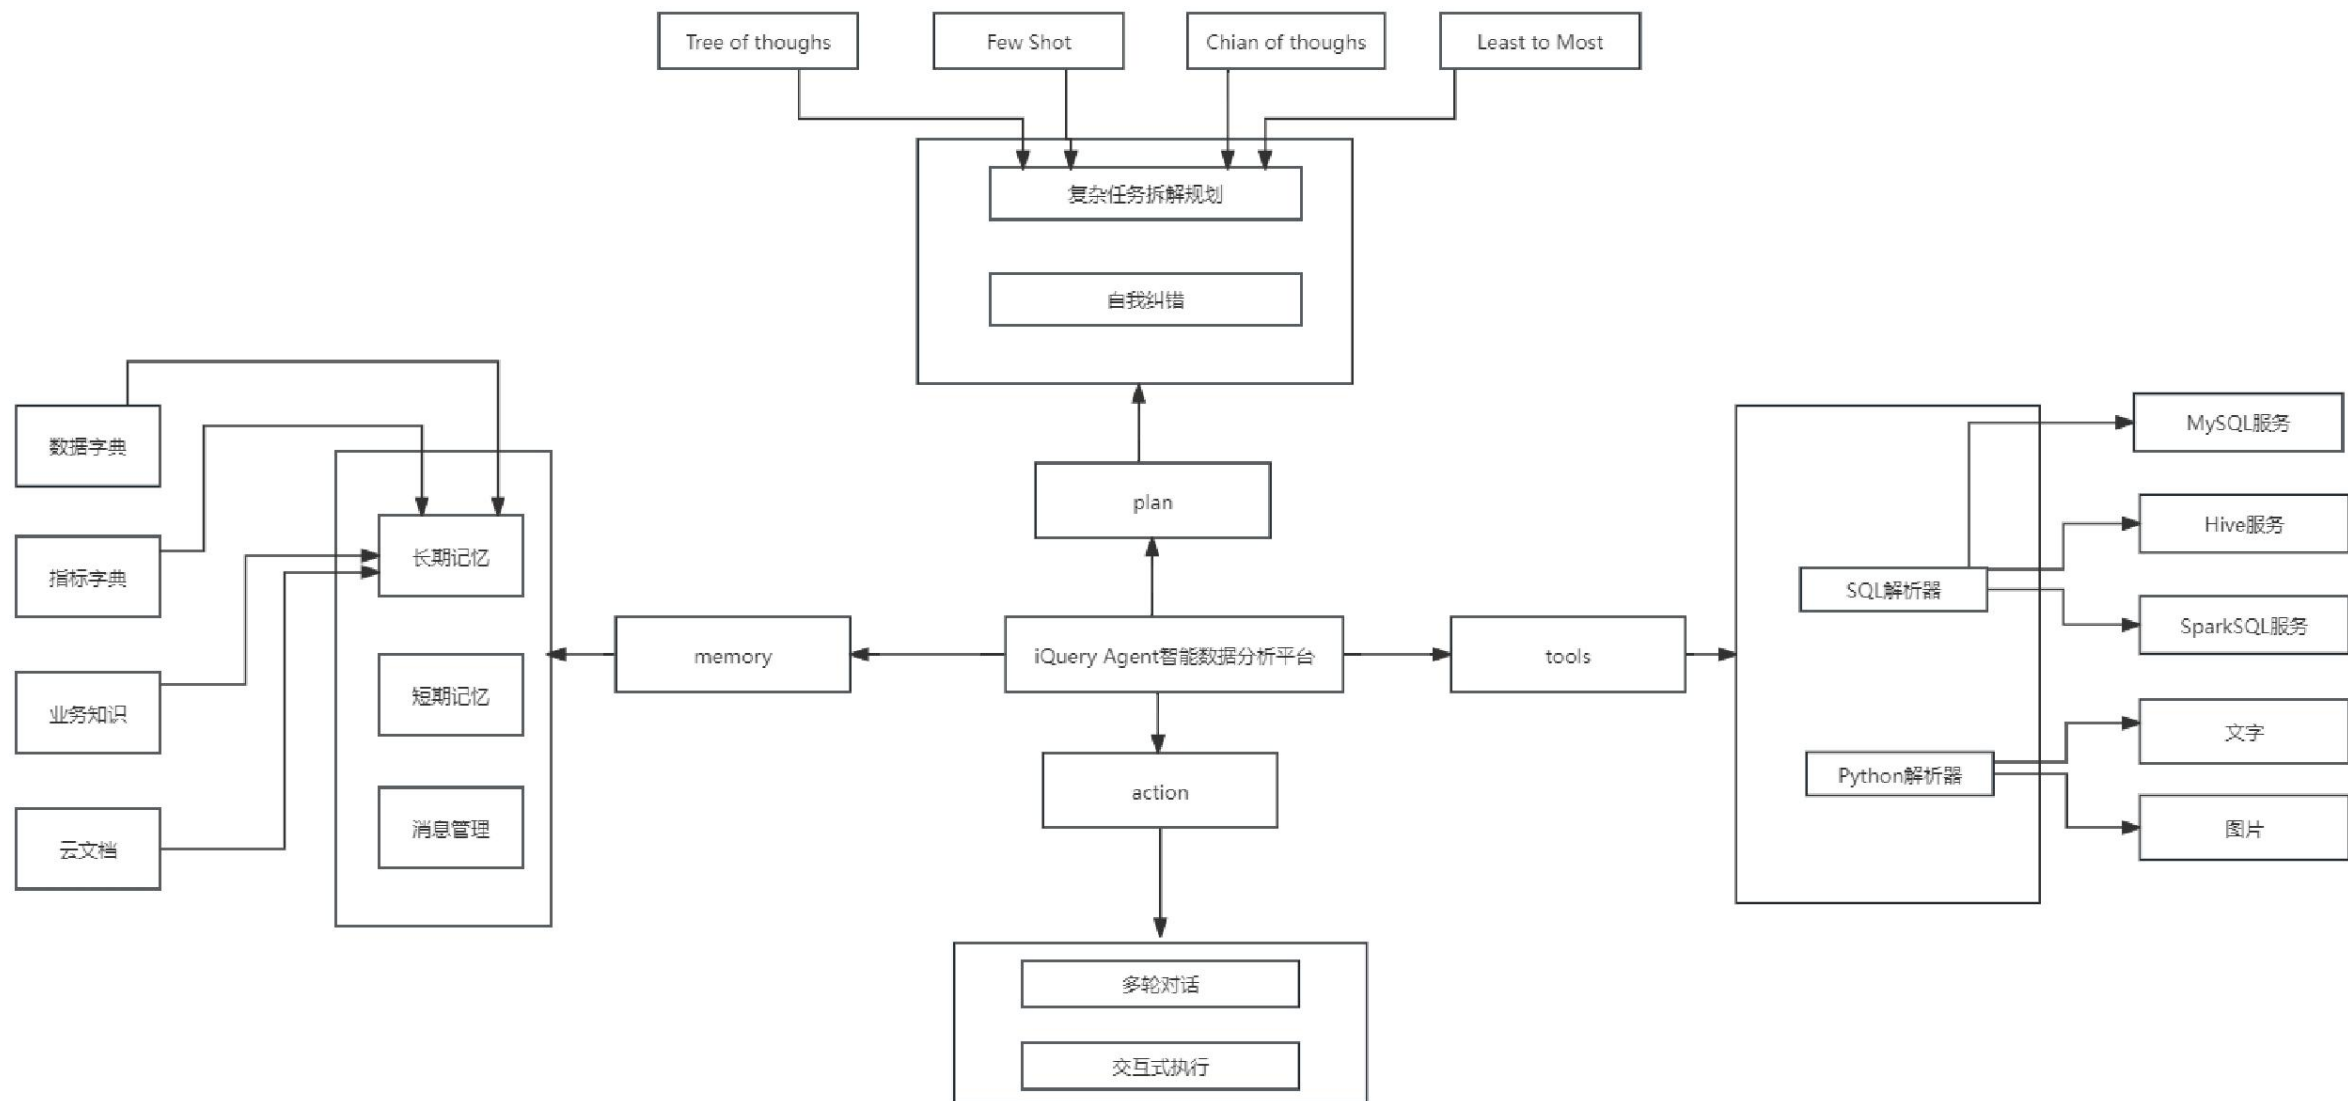 Tree of thoughs
Few Shot
Chian of thoughs
Least to Most
复杂任务拆解规划
自我纠错
数据字典
指标字典
业务知识
云文档
长期记忆
短期记忆
消息管理
memory
plan
iQuery Agent智能数据分析平台
action
tools
SQL解析器
Python解析器
MySQL服务
Hive服务
SparkSQL服务
文字
图片
多轮对话
交互式执行